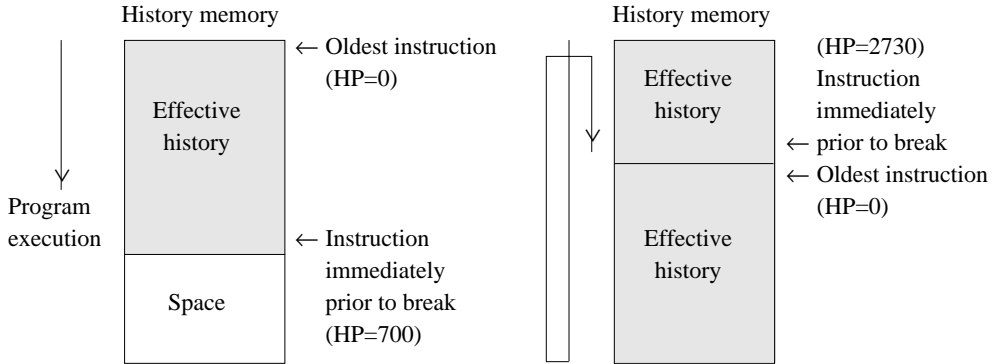 History memory
← Oldest instruction
(HP=0)
Effective
history
Program
execution
← Instruction
immediately
prior to break
(HP=700)
Space
History memory
(HP=2730)
Instruction
immediately
← prior to break
Effective
history
← Oldest instruction
(HP=0)
Effective
history